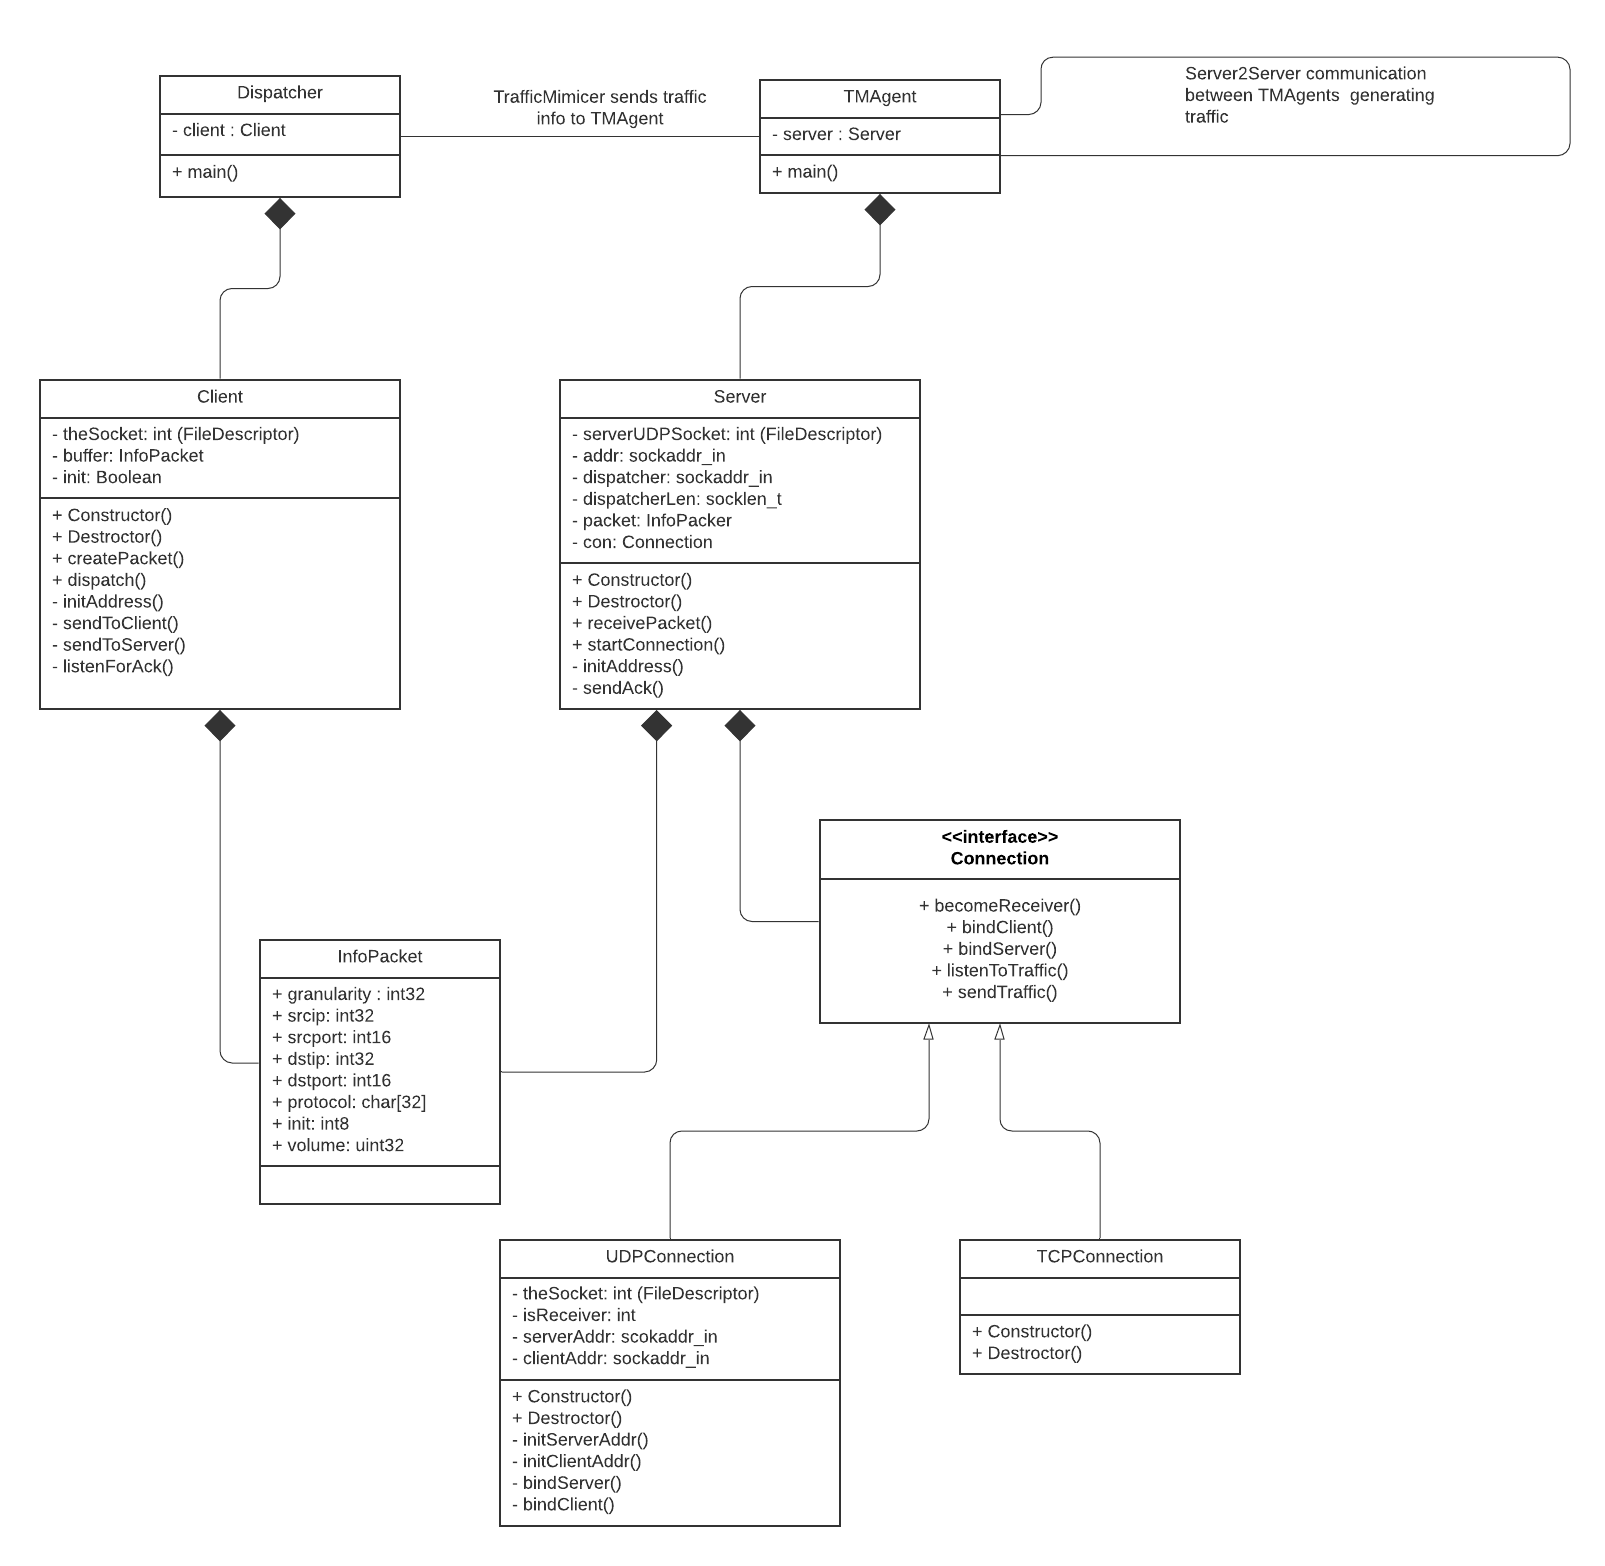 Dispatcher
- client : Client
+ main()
TrafficMimicer sends traffic
info to TMAgent
TMAgent
- server : Server
+ main()
Server2Server communication
between TMAgents  generating
traffic
Client
- theSocket: int (FileDescriptor)
- buffer: InfoPacket
- init: Boolean
+ Constructor()
+ Destroctor()
+ createPacket()
+ dispatch()
- initAddress()
- sendToClient()
- sendToServer()
- listenForAck()
Server
- serverUDPSocket: int (FileDescriptor)
- addr: sockaddr_in
- dispatcher: sockaddr_in
- dispatcherLen: socklen_t
- packet: InfoPacker
- con: Connection
+ Constructor()
+ Destroctor()
+ receivePacket()
+ startConnection()
- initAddress()
- sendAck()
<<interface>>
Connection
+ becomeReceiver()
+ bindClient()
+ bindServer()
+ listenToTraffic()
+ sendTraffic()
InfoPacket
+ granularity : int32
+ srcip: int32
+ srcport: int16
+ dstip: int32
+ dstport: int16
+ protocol: char[32]
+ init: int8
+ volume: uint32
UDPConnection
- theSocket: int (FileDescriptor)
- isReceiver: int
- serverAddr: scokaddr_in
- clientAddr: sockaddr_in
+ Constructor()
+ Destroctor()
- initServerAddr()
- initClientAddr()
- bindServer()
- bindClient()
TCPConnection
+ Constructor()
+ Destroctor()